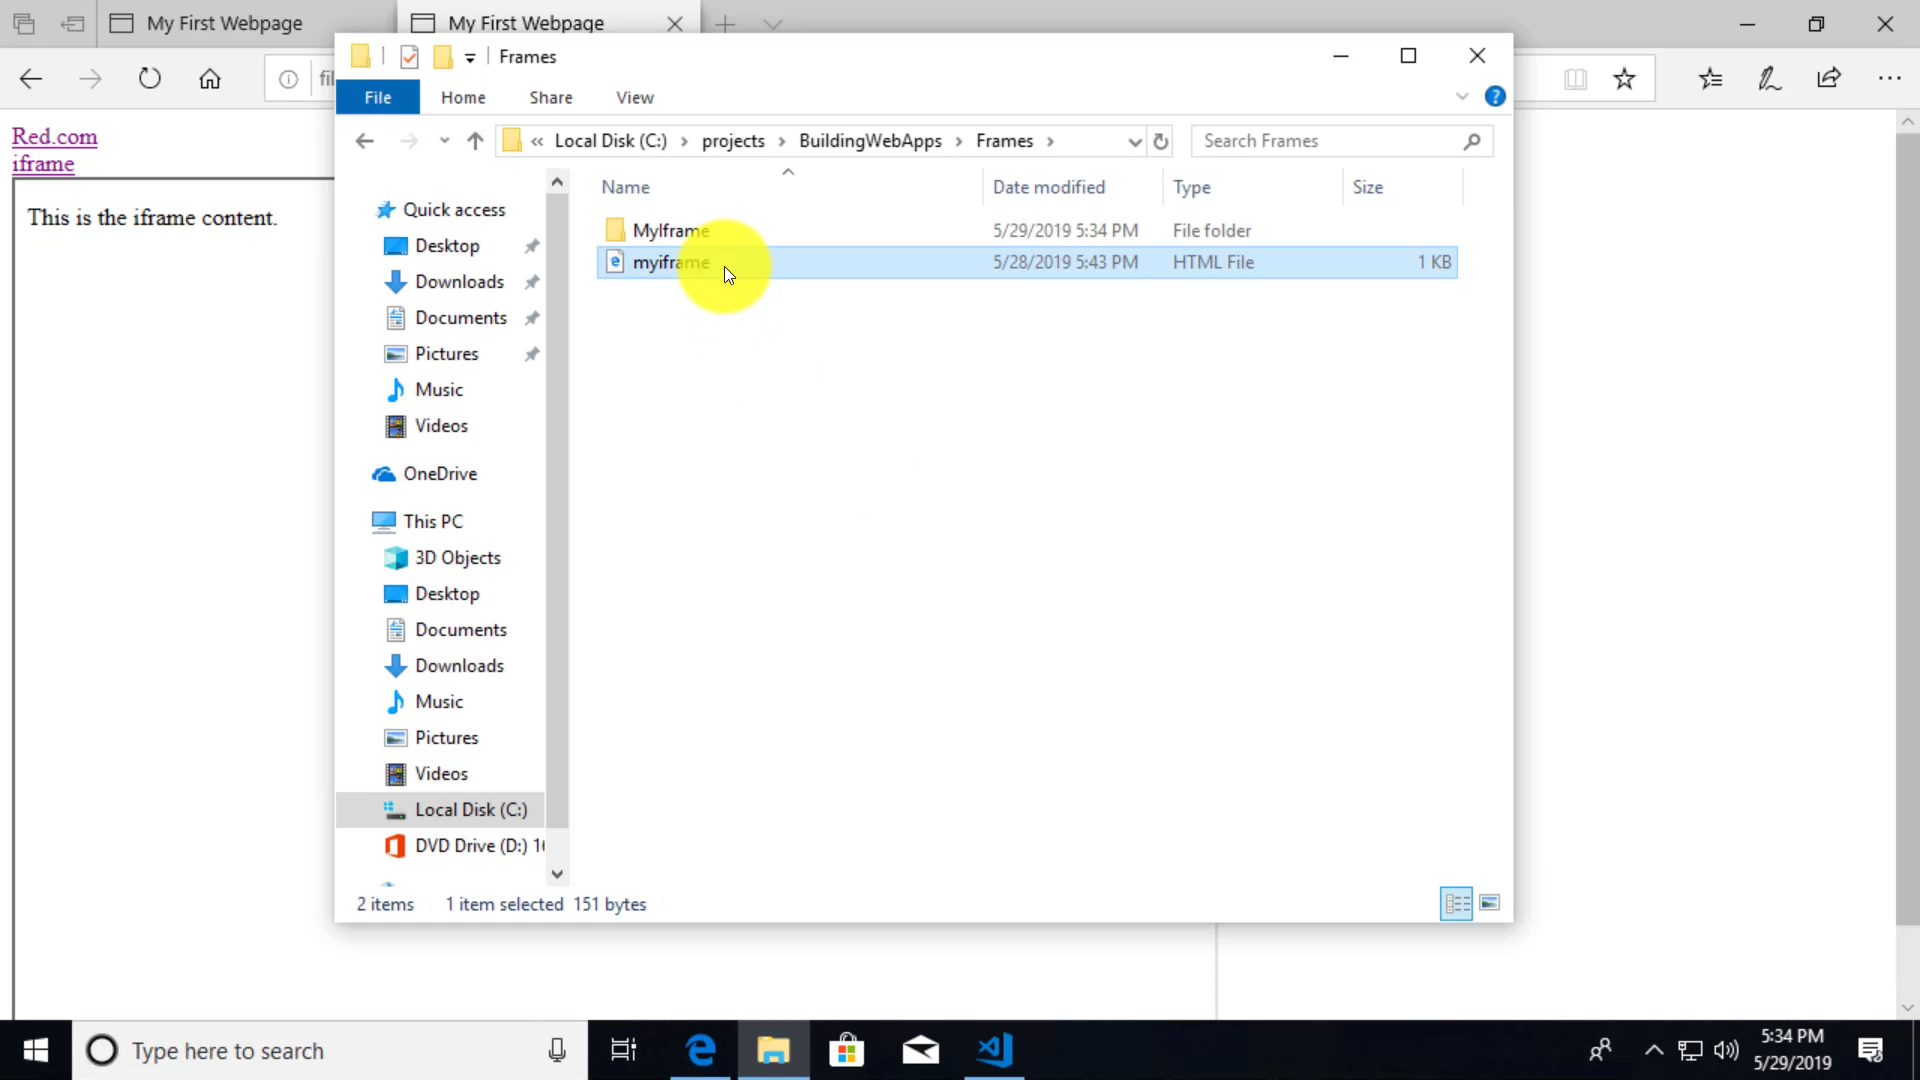 My First Webpage
My First Webpage
Frames
File Home Share View
« Local Disk (C:) projects BuildingWebApps Frames
Search Frames
Red.com
iframe
This is the iframe content.
Name Date modified Type Size
MyIframe 5/29/2019 5:34 PM File folder
myiframe 5/28/2019 5:43 PM HTML File 1 KB
Quick access
Desktop
Downloads
Documents
Pictures
Music
Videos
OneDrive
This PC
3D Objects
Desktop
Documents
Downloads
Music
Pictures
Videos
Local Disk (C:)
DVD Drive (D:)
2 items 1 item selected 151 bytes
Type here to search
5:34 PM
5/29/2019